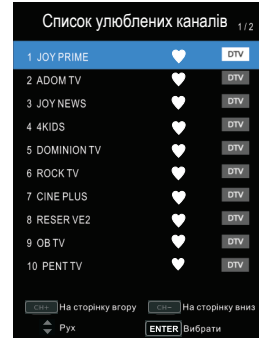 Список улюблених каналів 1/2
1 JOY PRIME DTV
2 ADOM TV DTV
3 JOY NEWS DTV
4 4KIDS DTV
5 DOMINION TV DTV
6 ROCK TV DTV
7 CINE PLUS DTV
8 RESER VE2 DTV
9 OB TV DTV
10 PENT TV DTV
CH+ На сторінку вгору CH− На сторінку вниз
Рух ENTER Вибрати